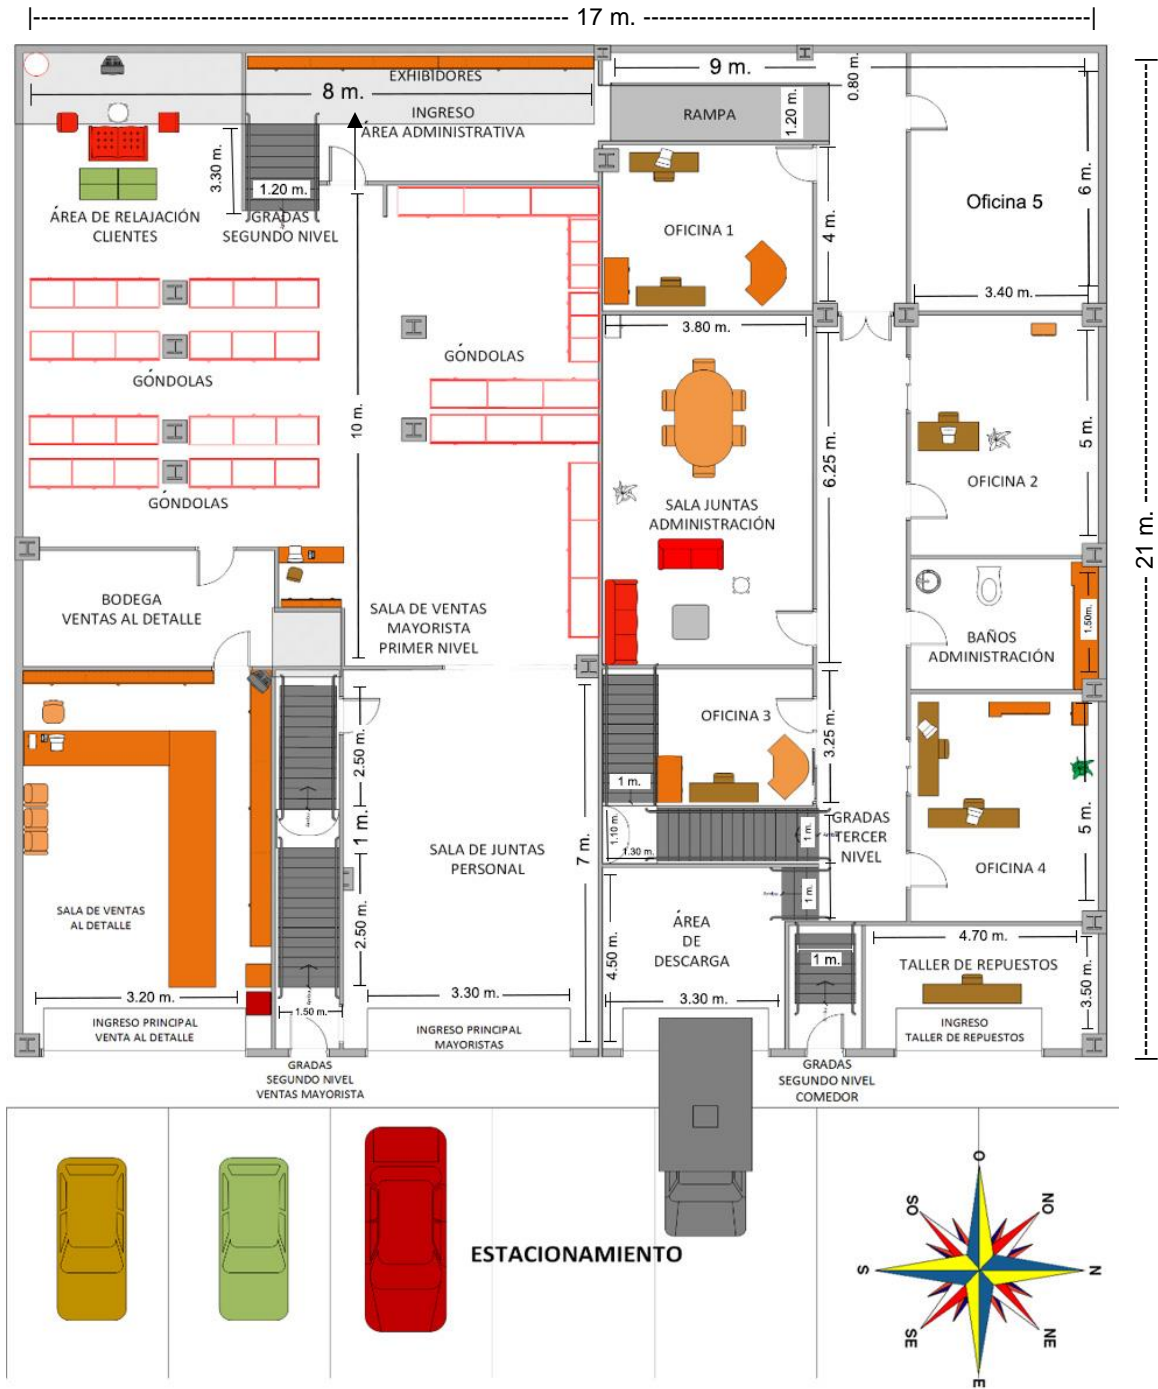 17 m.
EXHIBIDORES
8 m.
INGRESO
ÁREA ADMINISTRATIVA
9 m.
0.80 m.
RAMPA
1.20 m.
3.30 m.
1.20 m.
GRADAS
SEGUNDO NIVEL
ÁREA DE RELAJACIÓN
CLIENTES
OFICINA 1
4 m.
Oficina 5
6 m.
3.40 m.
3.80 m.
GÓNDOLAS
GÓNDOLAS
GÓNDOLAS
10 m.
6.25 m.
SALA JUNTAS
ADMINISTRACIÓN
OFICINA 2
5 m.
21 m.
BODEGA
VENTAS AL DETALLE
SALA DE VENTAS
MAYORISTA
PRIMER NIVEL
BAÑOS
ADMINISTRACIÓN
1.50m.
OFICINA 3
3.25 m.
1 m.
2.50 m.
1 m.
2.50 m.
7 m.
SALA DE JUNTAS
PERSONAL
1.10 m.
1.30 m.
1 m.
GRADAS
TERCER
NIVEL
1 m.
OFICINA 4
5 m.
SALA DE VENTAS
AL DETALLE
3.20 m.
1.50 m.
3.30 m.
ÁREA
DE
DESCARGA
4.50 m.
3.30 m.
1 m.
4.70 m.
TALLER DE REPUESTOS
3.50 m.
INGRESO PRINCIPAL
VENTA AL DETALLE
INGRESO PRINCIPAL
MAYORISTAS
INGRESO
TALLER DE REPUESTOS
GRADAS
SEGUNDO NIVEL
VENTAS MAYORISTA
GRADAS
SEGUNDO NIVEL
COMEDOR
ESTACIONAMIENTO
O
SO
NO
S
N
SE
NE
E